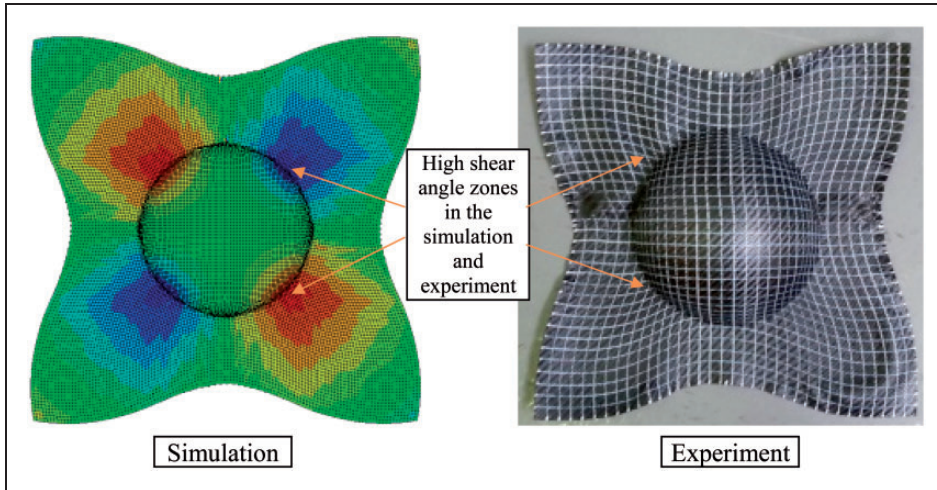 High shear
angle zones
in the
simulation
and
experiment
Simulation
Experiment